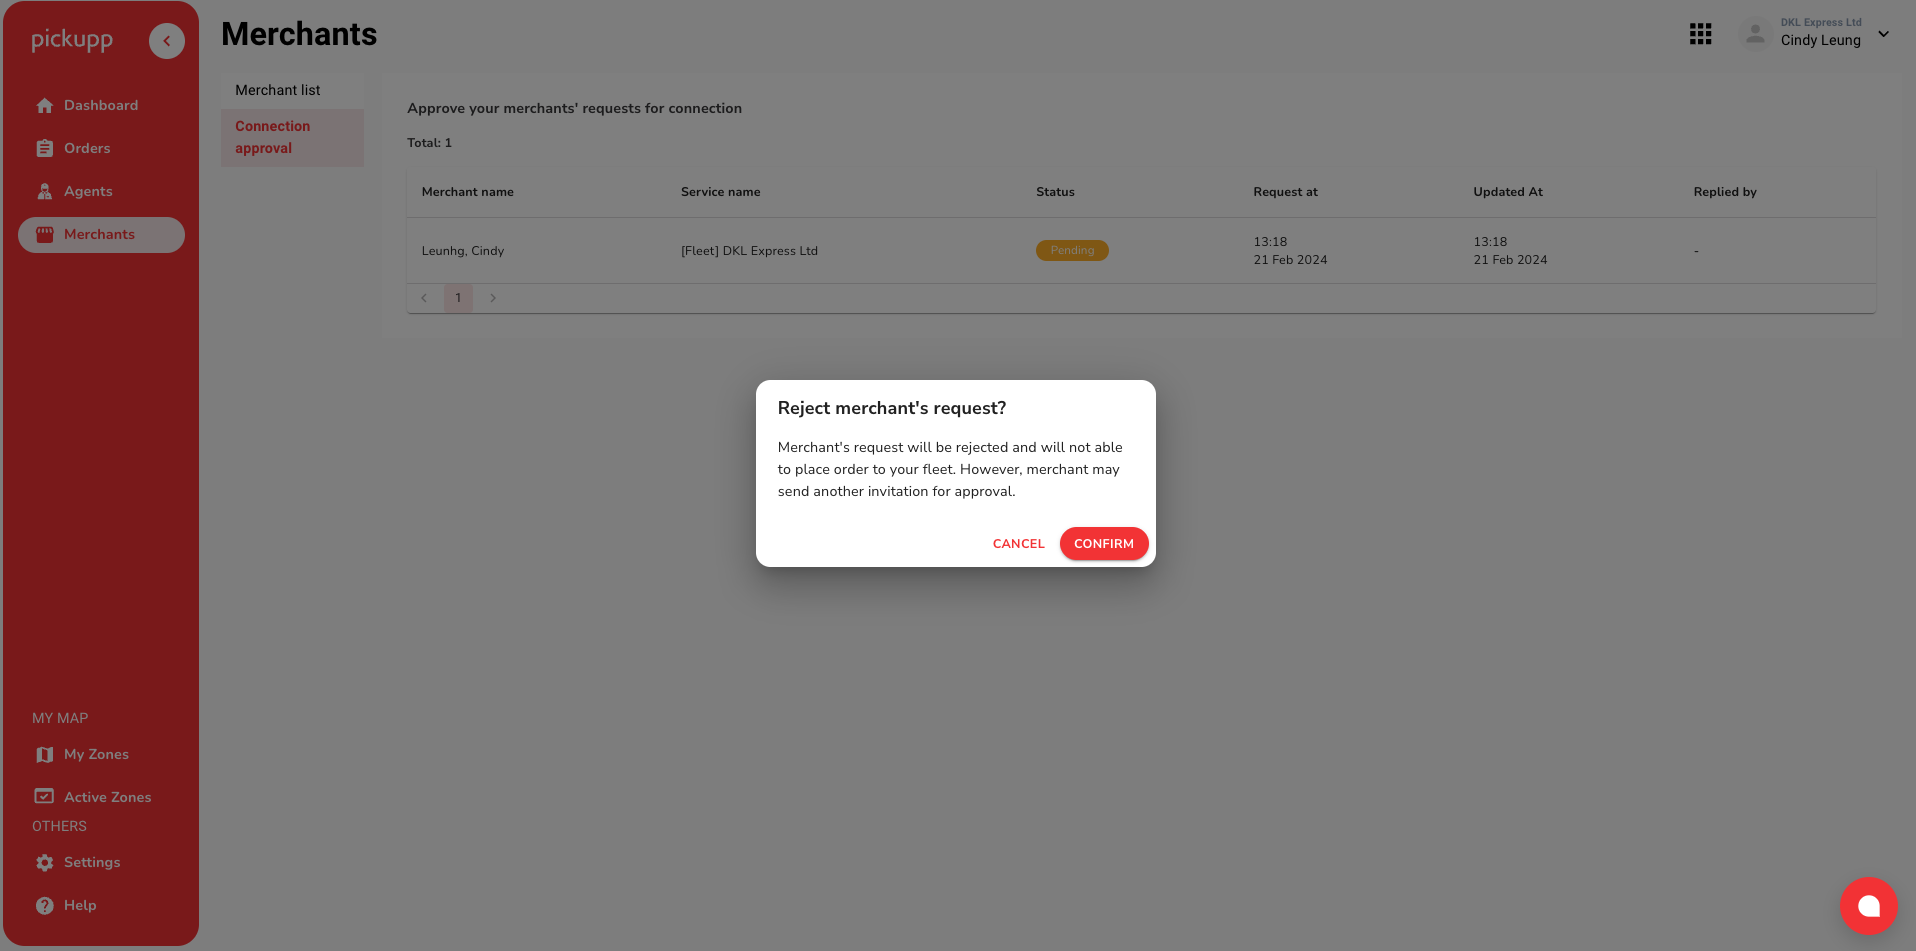 pickupp
Dashboard
Orders
Agents
Merchants
MY MAP
My Zones
Active Zones
OTHERS
Settings
Help
Merchants
DKL Express Ltd
Cindy Leung
Merchant list
Connection
approval
Approve your merchants' requests for connection
Total: 1
Merchant name Service name Status Request at Updated At Replied by
Leunhg, Cindy [Fleet] DKL Express Ltd Pending 13:18 13:18 -
21 Feb 2024 21 Feb 2024
1
Reject merchant's request?
Merchant's request will be rejected and will not able
to place order to your fleet. However, merchant may
send another invitation for approval.
CANCEL CONFIRM